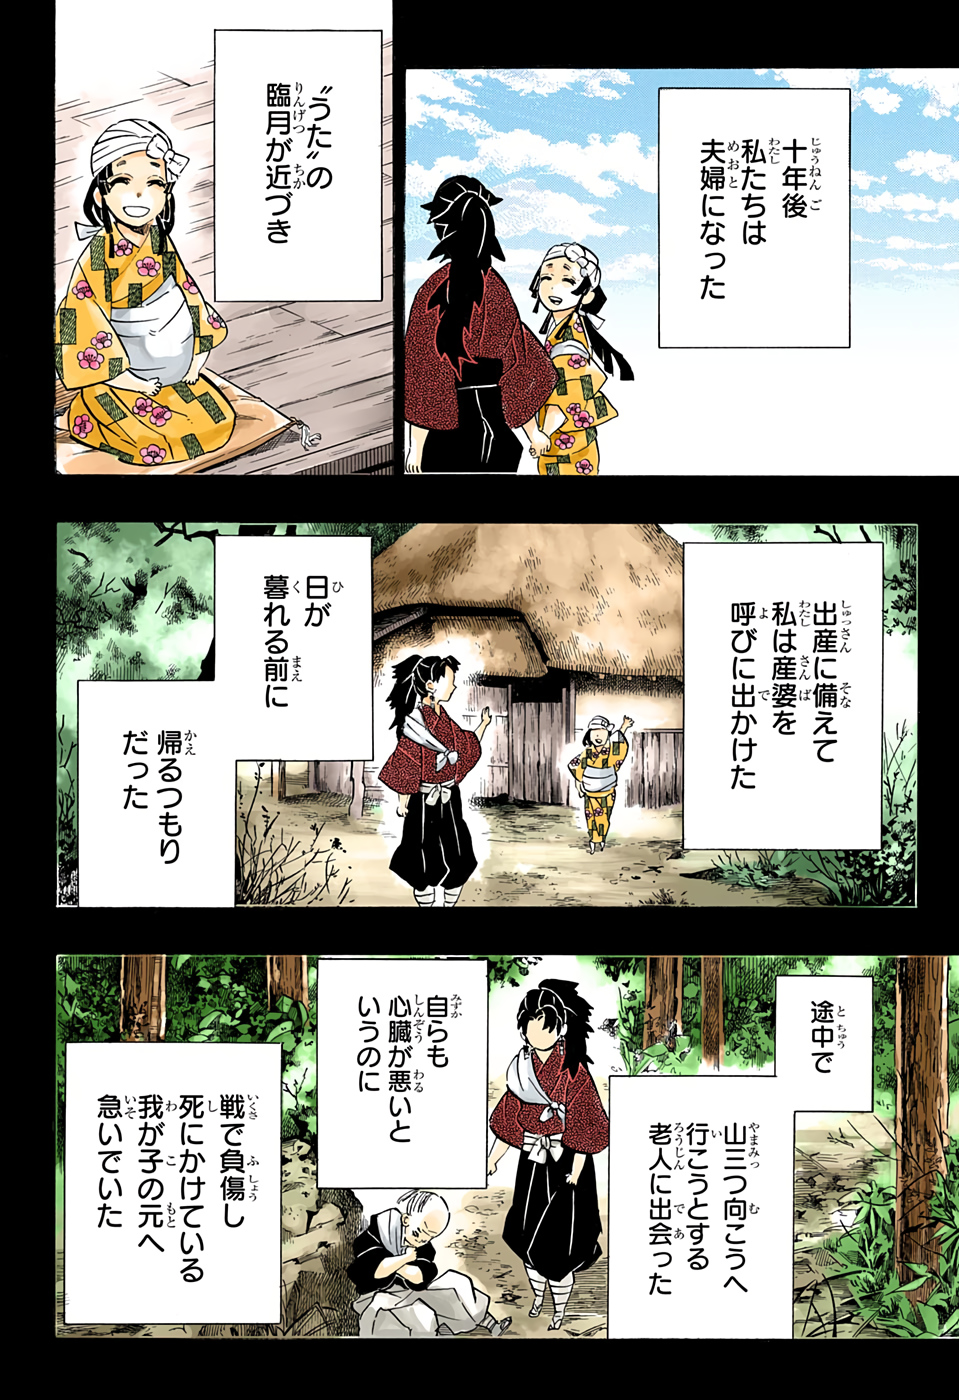 十年後
私たちは
夫婦になった
〝うた〟の
臨月が近づき
出産に備えて
私は産婆を
呼びに出かけた
日が
暮れる前に
帰るつもり
だった
途中で
山三つ向こうへ
行こうとする
老人に出会った
自らも
心臓が悪いと
いうのに
戦で負傷し
死にかけている
我が子の元へ
急いでいた